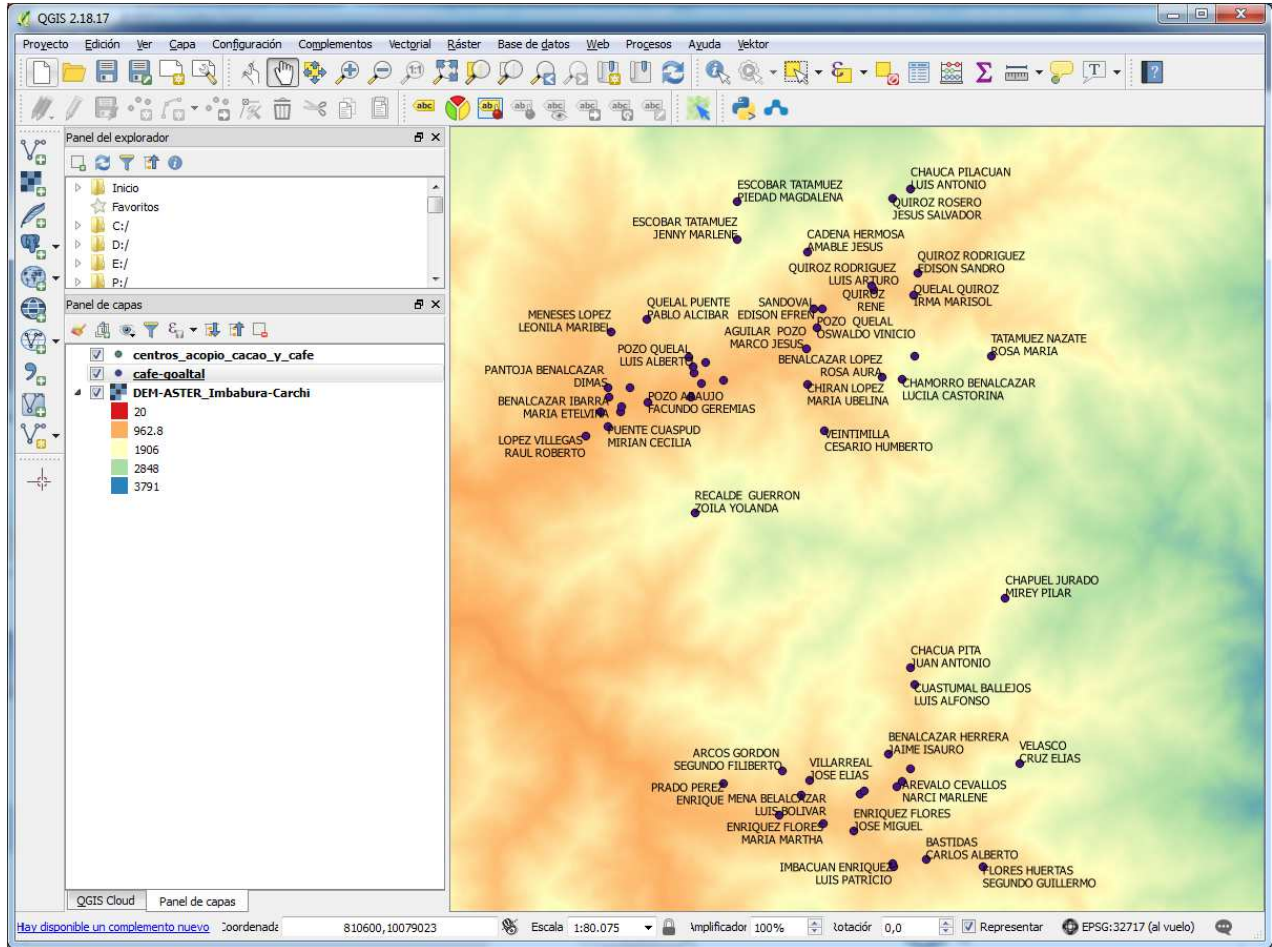 QGIS 2.18.17
Proyecto Edición Ver Capa Configuración Complementos Vectorial Ráster Base de datos Web Procesos Ayuda Vektor
Panel del explorador
Inicio
Favoritos
C:/
D:/
E:/
P:/
Panel de capas
centros_acopio_cacao_y_cafe
cafe-goaltal
DEM-ASTER_Imbabura-Carchi
20
962.8
1906
2848
3791
CHAUCA PILACUAN
LUIS ANTONIO
ESCOBAR TATAMUEZ
PIEDAD MAGDALENA
QUIROZ ROSERO
JESUS SALVADOR
ESCOBAR TATAMUEZ
JENNY MARLENE
CADENA HERMOSA
AMABLE JESUS
QUIROZ RODRIGUEZ
EDISON SANDRO
QUIROZ RODRIGUEZ
LUIS ARTURO
QUIROZ
RENE
QUELAL QUIROZ
IRMA MARISOL
QUELAL PUENTE
PABLO ALCIBAR
SANDOVAL
EDISON EFREN
MENESES LOPEZ
LEONILA MARIBEL
POZO QUELAL
OSWALDO VINICIO
AGUILAR POZO
MARCO JESUS
TATAMUEZ NAZATE
ROSA MARIA
POZO QUELAL
LUIS ALBERTO
BENALCAZAR LOPEZ
ROSA AURA
PANTOJA BENALCAZAR
DIMAS
CHIRAN LOPEZ
MARIA UBELINA
CHAMORRO BENALCAZAR
LUCILA CASTORINA
POZO ARAUJO
FACUNDO GEREMIAS
BENALCAZAR IBARRA
MARIA ETELVINA
PUENTE CUASPUD
MIRIAN CECILIA
LOPEZ VILLEGAS
RAUL ROBERTO
VEINTIMILLA
CESARIO HUMBERTO
RECALDE GUERRON
ZOILA YOLANDA
CHAPUEL JURADO
MIREY PILAR
CHACUA PITA
JUAN ANTONIO
CUASTUMAL BALLEJOS
LUIS ALFONSO
BENALCAZAR HERRERA
JAIME ISAURO
VELASCO
CRUZ ELIAS
ARCOS GORDON
SEGUNDO FILIBERTO
VILLARREAL
JOSE ELIAS
PRADO PEREZ
ENRIQUE
MENA BELALCAZAR
LUIS BOLIVAR
AREVALO CEVALLOS
NARCI MARLENE
ENRIQUEZ FLORES
JOSE MIGUEL
ENRIQUEZ FLORES
MARIA MARTHA
BASTIDAS
CARLOS ALBERTO
IMBACUAN ENRIQUEZ
LUIS PATRICIO
FLORES HUERTAS
SEGUNDO GUILLERMO
QGIS Cloud Panel de capas
Hay disponible un complemento nuevo 810600,10079023 Escala 1:80.075 100% 0,0 Representar EPSG:32717 (al vuelo)